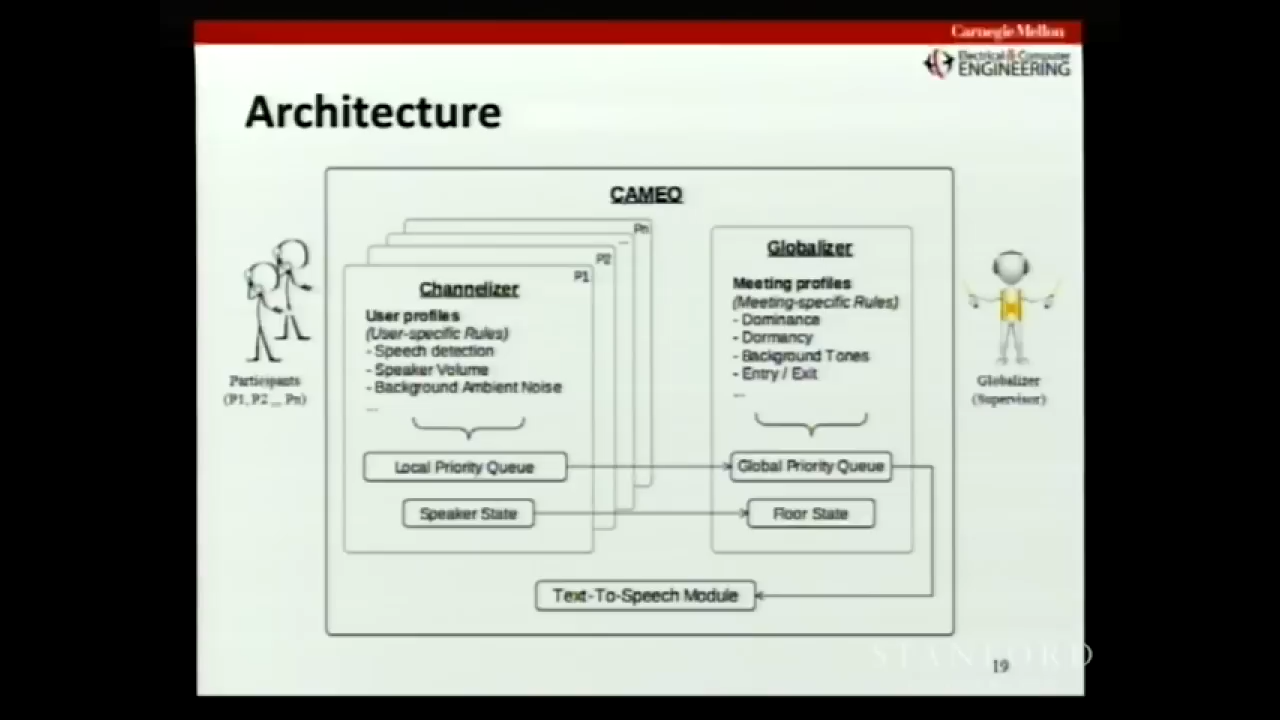 Carnegie Mellon
Electrical & Computer
ENGINEERING
Architecture
CAMEO
Pn
...
P2
P1
Channelizer
User profiles
(User-specific Rules)
- Speech detection
- Speaker Volume
- Background Ambient Noise
...
Local Priority Queue
Speaker State
Globalizer
Meeting profiles
(Meeting-specific Rules)
- Dominance
- Dormancy
- Background Tones
- Entry / Exit
...
Global Priority Queue
Floor State
Text-To-Speech Module
Participants
(P1, P2 ... Pn)
Globalizer
(Supervisor)
STANFORD
19